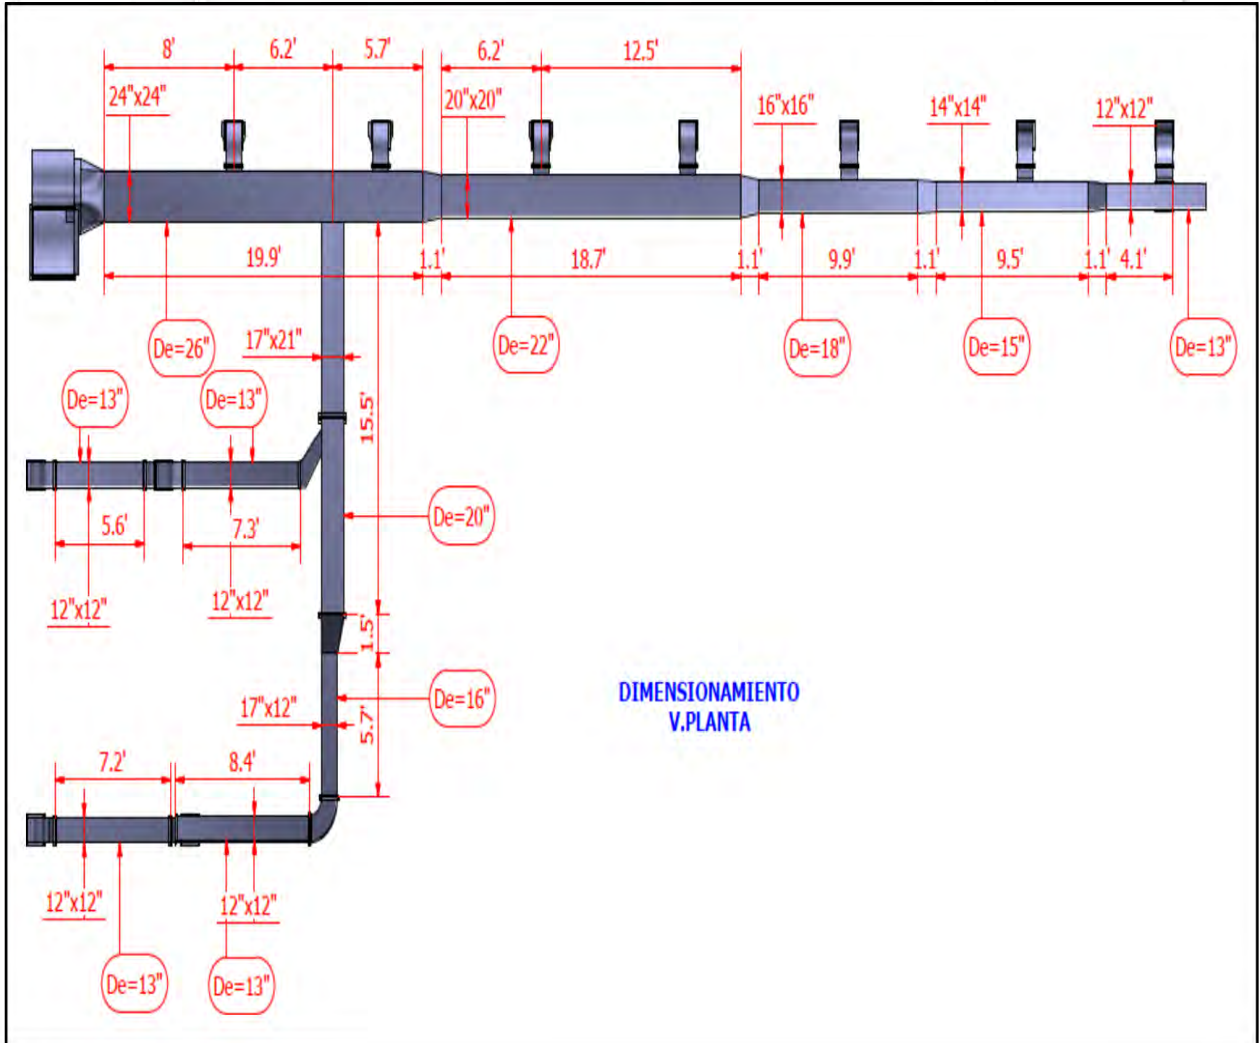 8' 6.2' 5.7' 6.2' 12.5'
24"x24" 20"x20" 16"x16" 14"x14" 12"x12"
19.9' 1.1' 18.7' 1.1' 9.9' 1.1' 9.5' 1.1' 4.1'
17"x21" De=26" De=22" De=18" De=15" De=13"
De=13" De=13" 15.5'
5.6' 7.3' De=20"
12"x12" 12"x12"
1.5'
17"x12" 5.7' De=16"
DIMENSIONAMIENTO
V.PLANTA
7.2' 8.4'
12"x12" 12"x12"
De=13" De=13"